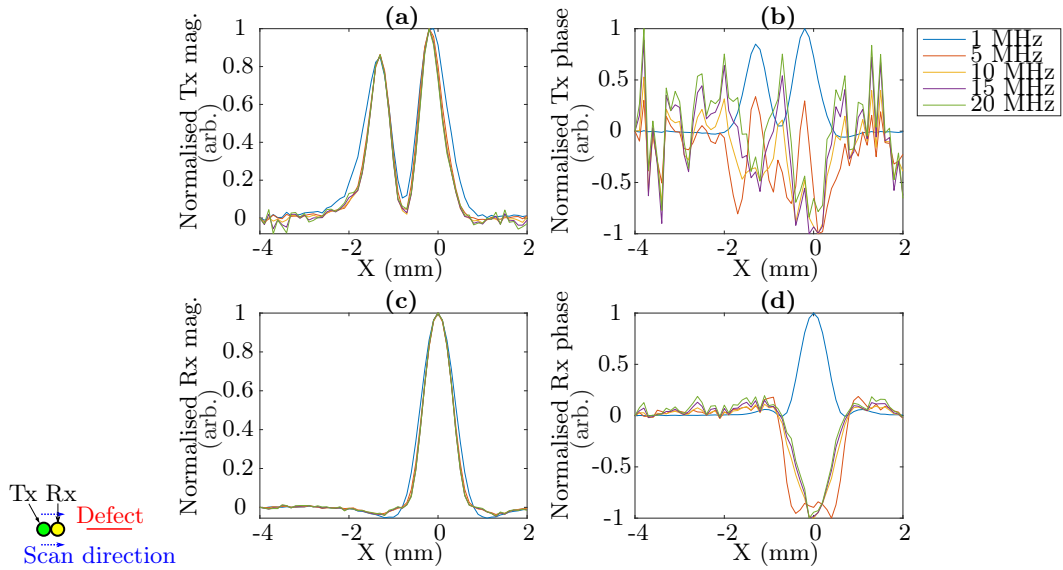 (a)
Normalised Tx mag.
(arb.)
1
0.8
0.6
0.4
0.2
0
-4
-2
0
2
X (mm)
(b)
Normalised Tx phase
1
0.5
0
-0.5
-1
-4
-2
0
2
X (mm)
1 MHz
5 MHz
10 MHz
15 MHz
20 MHz
(c)
Normalised Rx mag.
(arb.)
1
0.8
0.6
0.4
0.2
0
-4
-2
0
2
X (mm)
(d)
Normalised Rx phase
(arb.)
1
0.5
0
-0.5
-1
-4
-2
0
2
X (mm)
Tx Rx
Defect
Scan direction